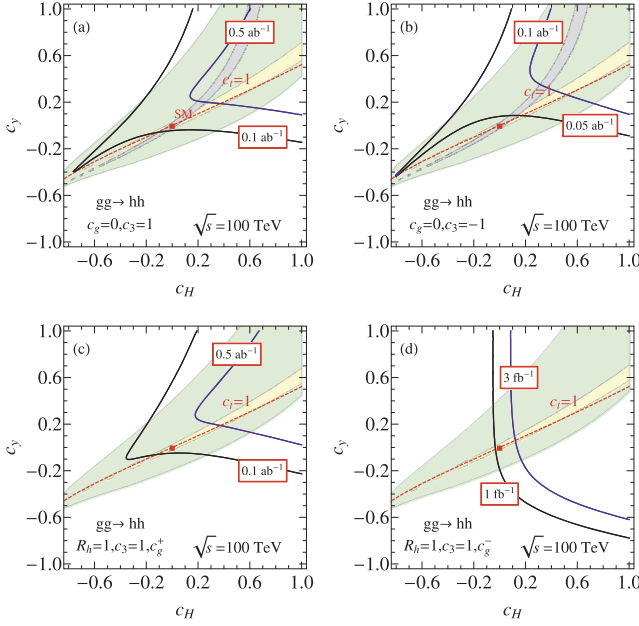 (a)
0.5 ab⁻¹
cₜ=1
SM
0.1 ab⁻¹
gg→ hh
c_g=0,c₃=1
√s=100 TeV
1.0
0.6
0.2
−0.2
−0.6
−1.0
c_y
−0.6
−0.2
0.2
0.6
1.0
c_H
(b)
0.1 ab⁻¹
cₜ=1
0.05 ab⁻¹
gg→ hh
c_g=0,c₃=−1
√s=100 TeV
1.0
0.6
0.2
−0.2
−0.6
−1.0
c_y
−0.6
−0.2
0.2
0.6
1.0
c_H
(c)
0.5 ab⁻¹
cₜ=1
0.1 ab⁻¹
gg→ hh
R_h=1,c₃=1,c_g⁺
√s=100 TeV
1.0
0.6
0.2
−0.2
−0.6
−1.0
c_y
−0.6
−0.2
0.2
0.6
1.0
c_H
(d)
3 fb⁻¹
cₜ=1
1 fb⁻¹
gg→ hh
R_h=1,c₃=1,c_g⁻
√s=100 TeV
1.0
0.6
0.2
−0.2
−0.6
−1.0
c_y
−0.6
−0.2
0.2
0.6
1.0
c_H